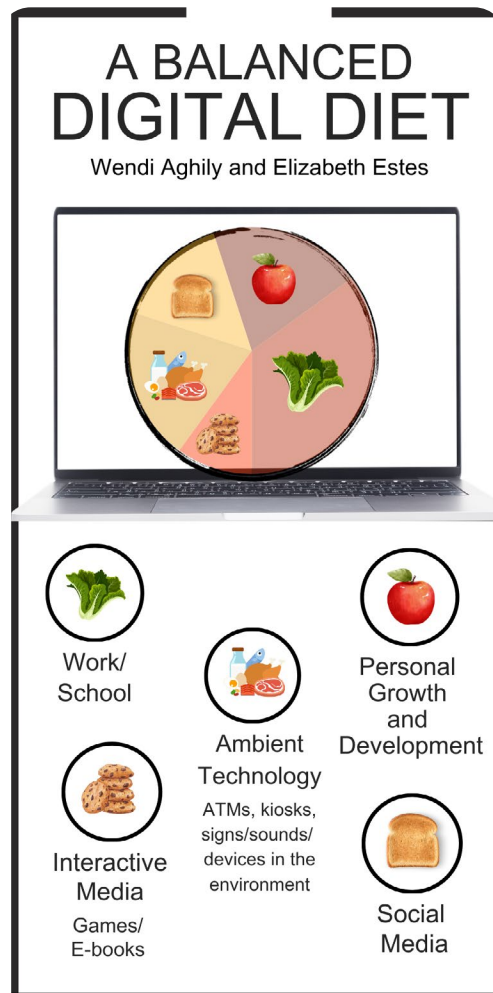 A BALANCED
DIGITAL DIET
Wendi Aghily and Elizabeth Estes
Work/
School
Ambient
Technology
ATMs, kiosks,
signs/sounds/
devices in the
environment
Personal
Growth
and
Development
Interactive
Media
Games/
E-books
Social
Media